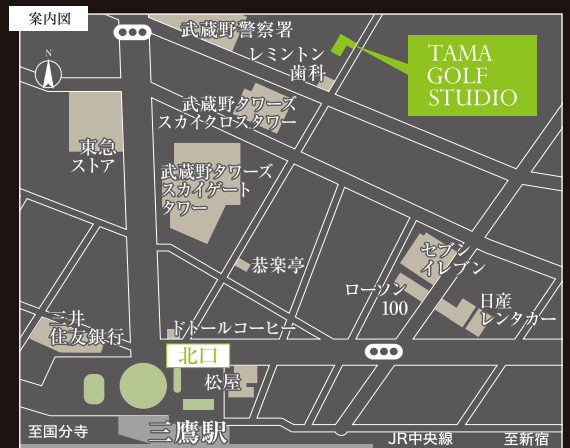 案内図
N
武蔵野警察署
レミントン
歯科
TAMA
GOLF
STUDIO
武蔵野タワーズ
スカイクロスタワー
東急
ストア
武蔵野タワーズ
スカイゲート
タワー
恭楽亭
セブン
イレブン
ローソン
100
日産
レンタカー
三井
住友銀行
ドトールコーヒー
北口
松屋
三鷹駅
至国分寺
JR中央線
至新宿